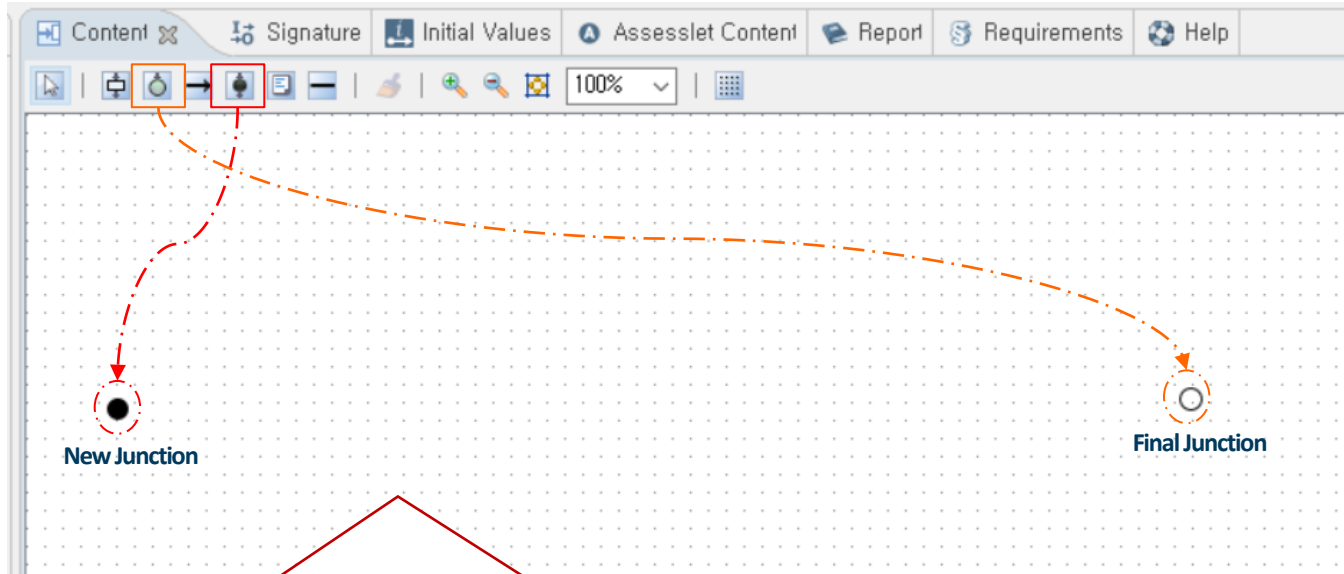 Content Signature Initial Values Assesslet Content Report Requirements Help
100%
New Junction
Final Junction